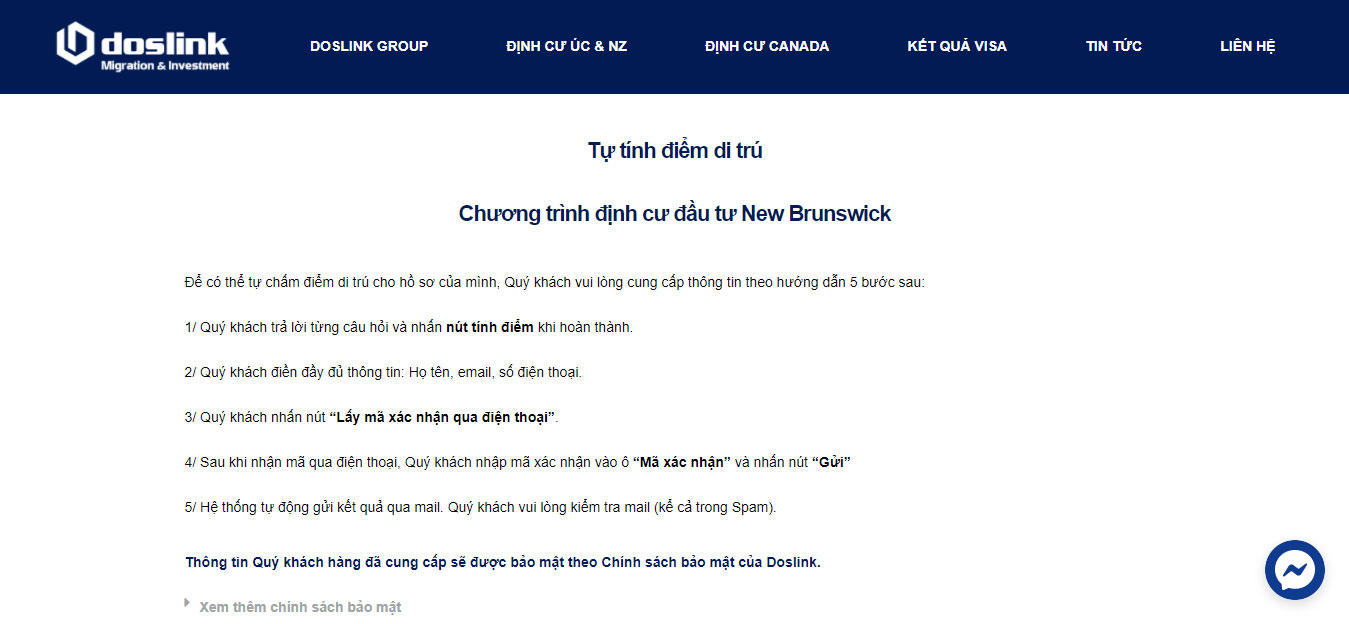 doslink
Migration & Investment
DOSLINK GROUP
ĐỊNH CƯ ÚC & NZ
ĐỊNH CƯ CANADA
KẾT QUẢ VISA
TIN TỨC
LIÊN HỆ
Tự tính điểm di trú
Chương trình định cư đầu tư New Brunswick
Để có thể tự chấm điểm di trú cho hồ sơ của mình, Quý khách vui lòng cung cấp thông tin theo hướng dẫn 5 bước sau:
1/ Quý khách trả lời từng câu hỏi và nhấn nút tính điểm khi hoàn thành.
2/ Quý khách điền đầy đủ thông tin: Họ tên, email, số điện thoại.
3/ Quý khách nhấn nút “Lấy mã xác nhận qua điện thoại”.
4/ Sau khi nhận mã qua điện thoại, Quý khách nhập mã xác nhận vào ô “Mã xác nhận” và nhấn nút “Gửi”
5/ Hệ thống tự động gửi kết quả qua mail. Quý khách vui lòng kiểm tra mail (kể cả trong Spam).
Thông tin Quý khách hàng đã cung cấp sẽ được bảo mật theo Chính sách bảo mật của Doslink.
Xem thêm chính sách bảo mật